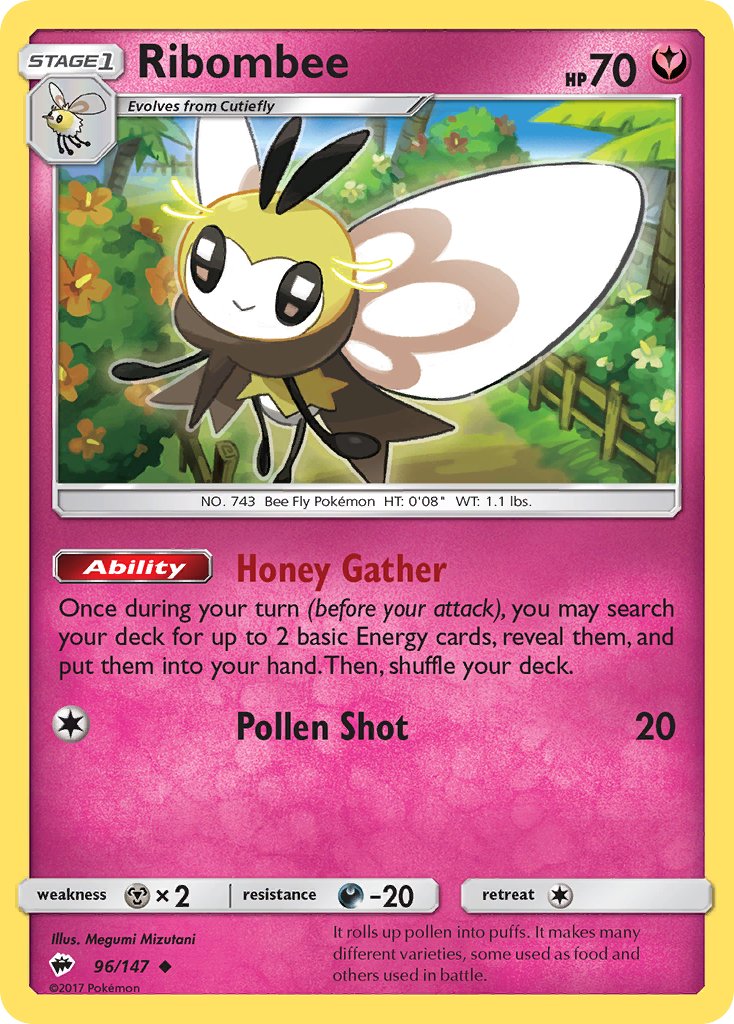 STAGE1
Ribombee
HP70
Evolves from Cutiefly
NO. 743 Bee Fly Pokémon HT: 0'08" WT: 1.1 lbs.
Ability Honey Gather
Once during your turn (before your attack), you may search
your deck for up to 2 basic Energy cards, reveal them, and
put them into your hand. Then, shuffle your deck.
Pollen Shot 20
weakness ×2 resistance -20 retreat
Illus. Megumi Mizutani
96/147
©2017 Pokémon
It rolls up pollen into puffs. It makes many
different varieties, some used as food and
others used in battle.